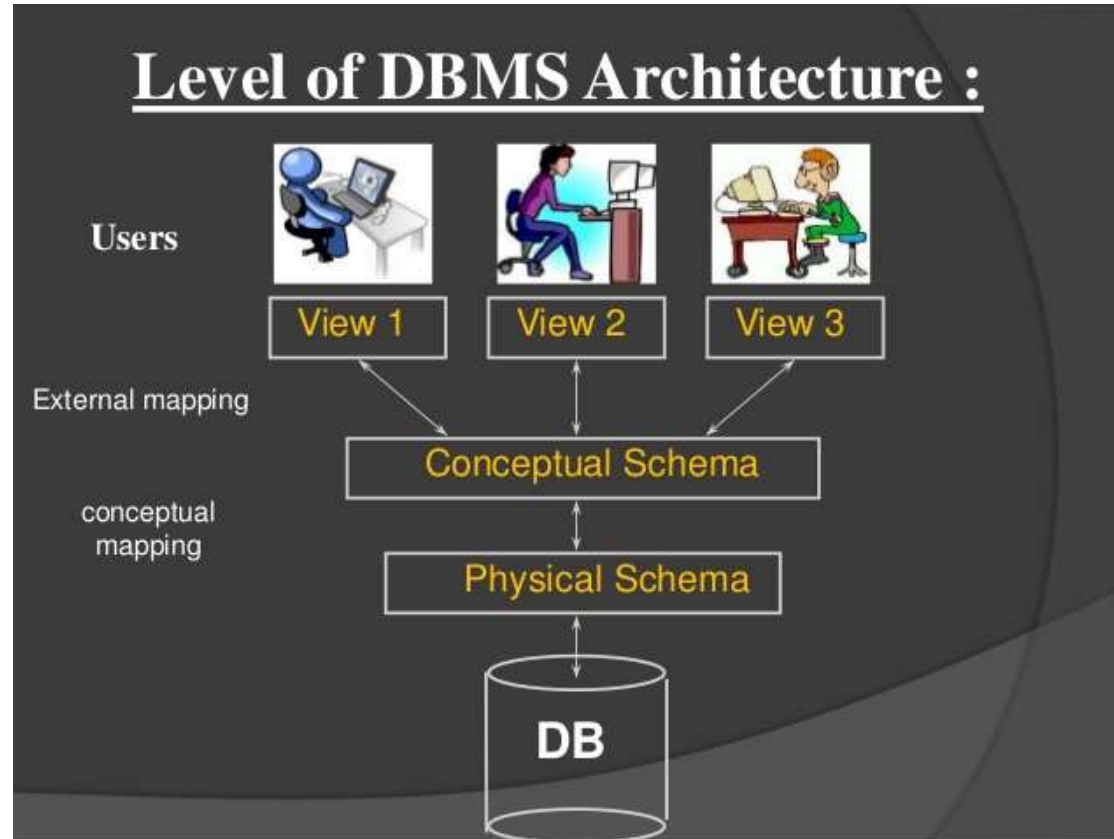 Level of DBMS Architecture :
Users
View 1
View 2
View 3
External mapping
Conceptual Schema
conceptual
mapping
Physical Schema
DB